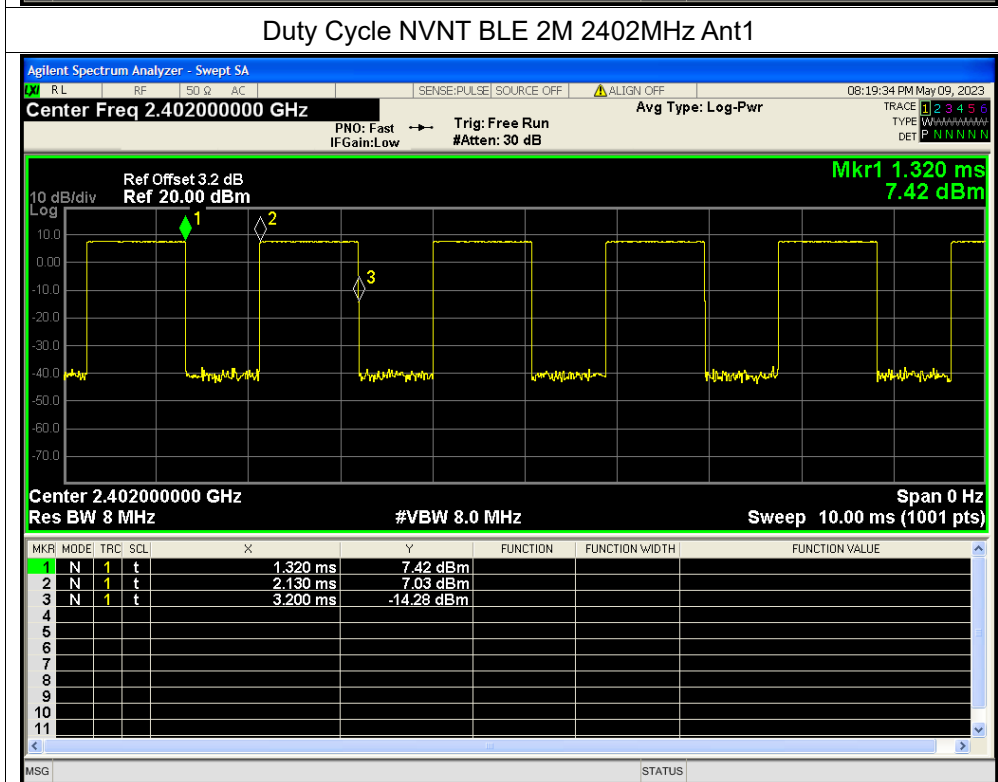 Duty Cycle NVNT BLE 2M 2402MHz Ant1
Agilent Spectrum Analyzer - Swept SA
LXI RL RF 50 Ω AC SENSE:PULSE SOURCE OFF ALIGN OFF 08:19:34 PM May 09, 2023
Center Freq 2.402000000 GHz Avg Type: Log-Pwr TRACE 1 2 3 4 5 6
PNO: Fast Trig: Free Run TYPE WWWWWW
IFGain:Low #Atten: 30 dB DET P N N N N N
Mkr1 1.320 ms
Ref Offset 3.2 dB
10 dB/div Ref 20.00 dBm 7.42 dBm
Log
1 2
10.0
0.00
3
-10.0
-20.0
-30.0
-40.0
-50.0
-60.0
-70.0
Center 2.402000000 GHz Span 0 Hz
Res BW 8 MHz #VBW 8.0 MHz Sweep 10.00 ms (1001 pts)
MKR MODE TRC SCL X Y FUNCTION FUNCTION WIDTH FUNCTION VALUE
1 N 1 t 1.320 ms 7.42 dBm
2 N 1 t 2.130 ms 7.03 dBm
3 N 1 t 3.200 ms -14.28 dBm
4
5
6
7
8
9
10
11
MSG STATUS